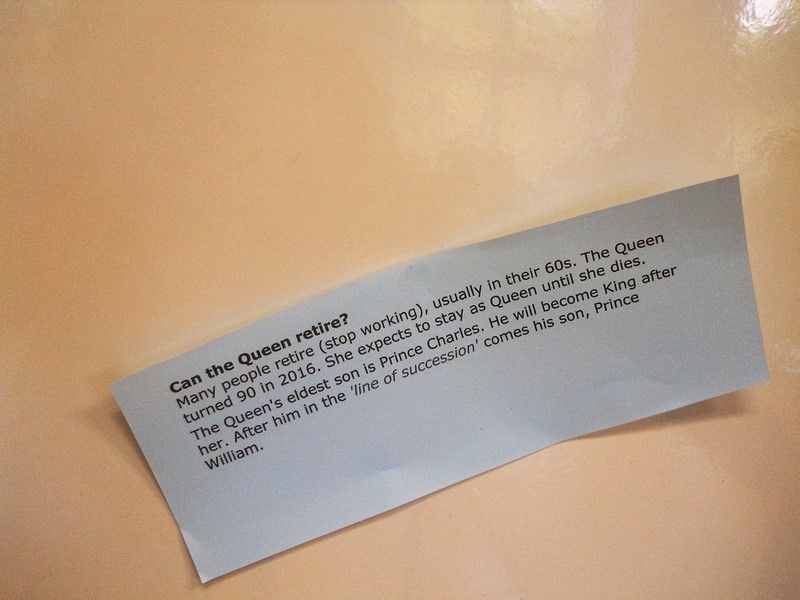 Can the Queen retire?
Many people retire (stop working), usually in their 60s. The Queen
turned 90 in 2016. She expects to stay as Queen until she dies.
The Queen's eldest son is Prince Charles. He will become King after
her. After him in the 'line of succession' comes his son, Prince
William.